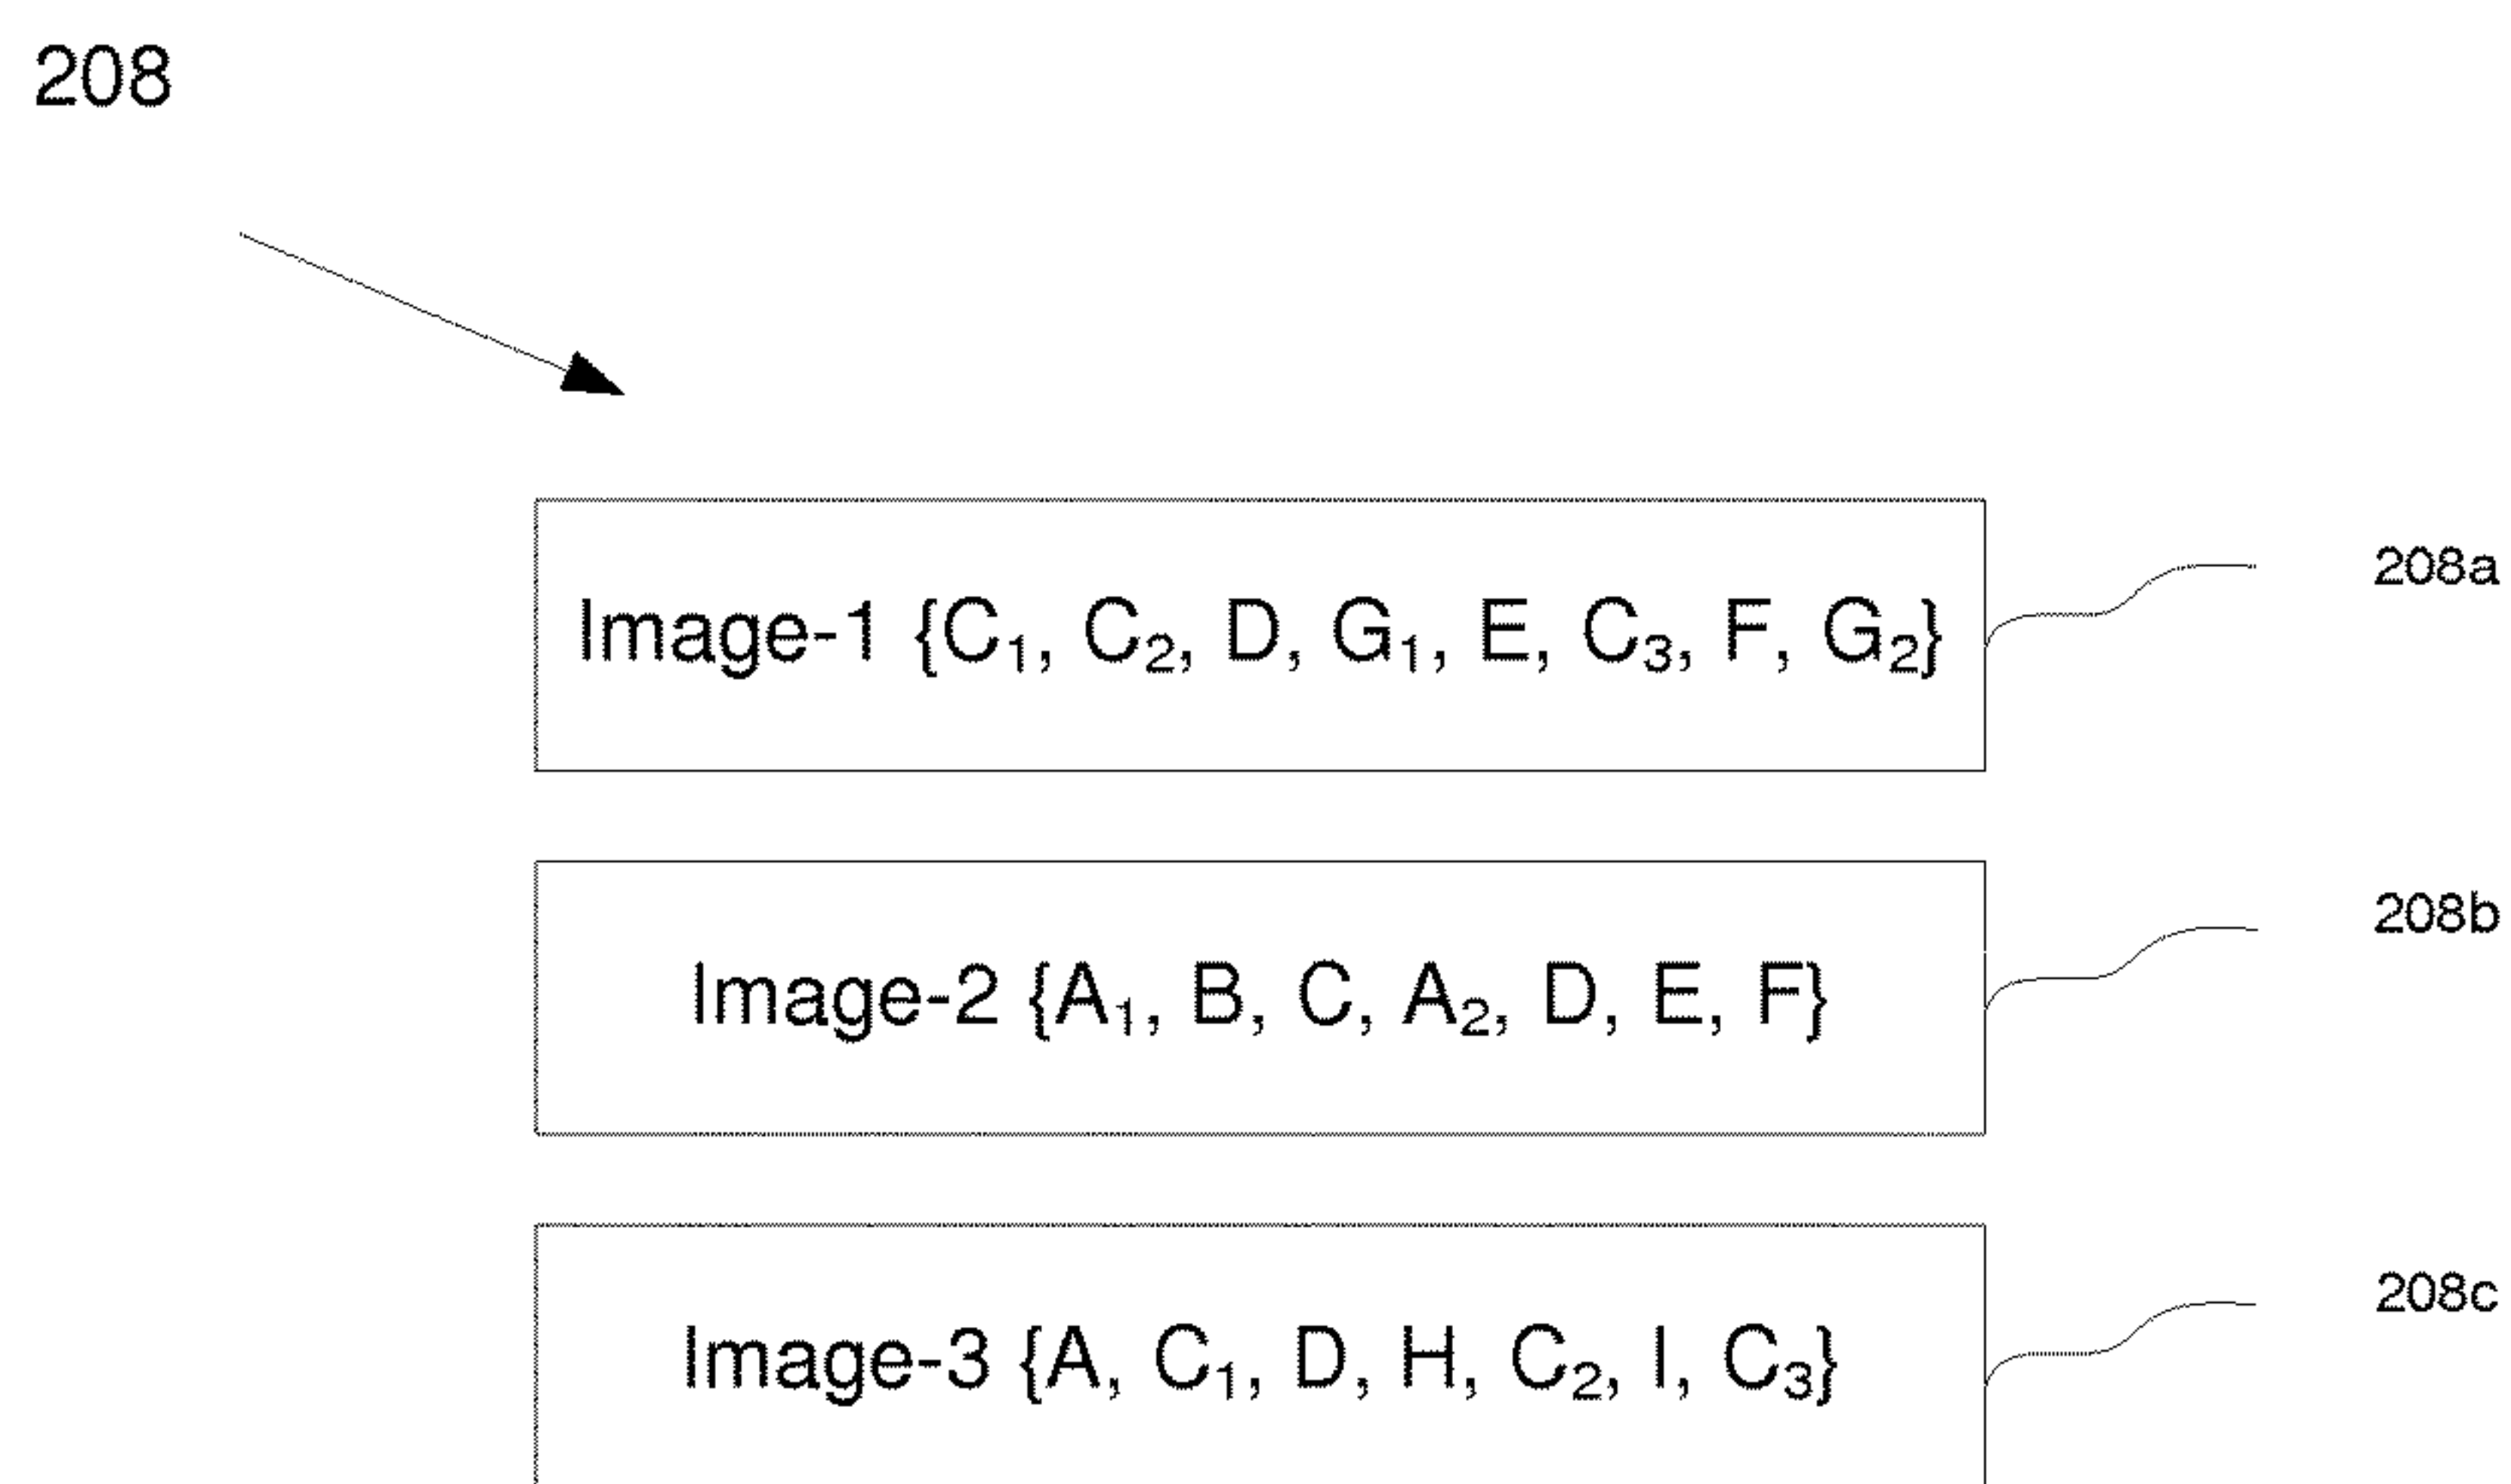 208
Image-1 {C₁, C₂, D, G₁, E, C₃, F, G₂}
208a
Image-2 {A₁, B, C, A₂, D, E, F}
208b
Image-3 {A, C₁, D, H, C₂, I, C₃}
208c